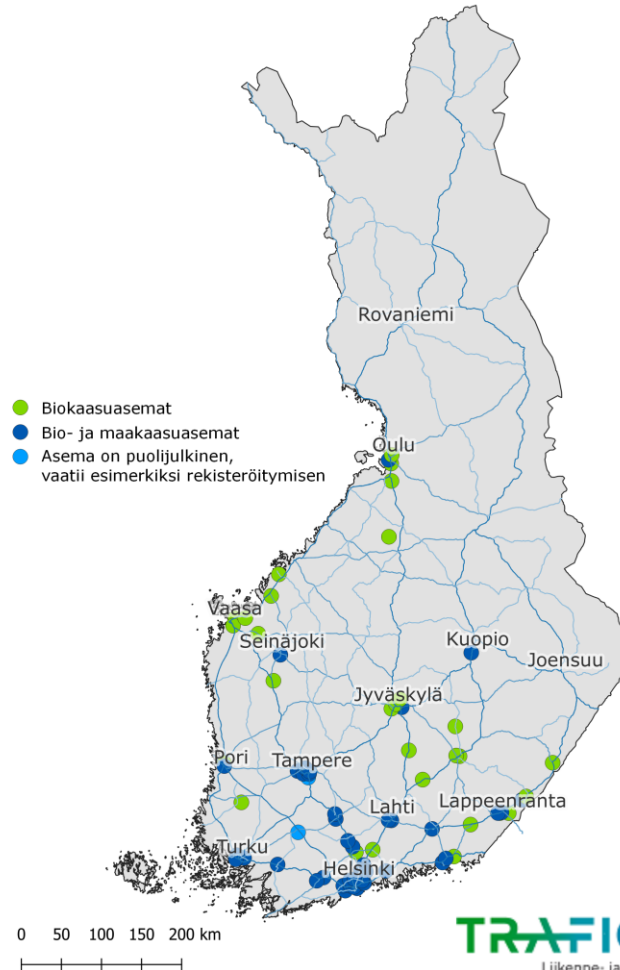 Rovaniemi
Biokaasuasemat
Bio- ja maakaasuasemat
Asema on puolijulkinen,
vaatii esimerkiksi rekisteröitymisen
Oulu
Vaasa
Seinäjoki
Kuopio
Joensuu
Jyväskylä
Pori
Tampere
Lahti
Lappeenranta
Turku
Helsinki
0 50 100 150 200 km